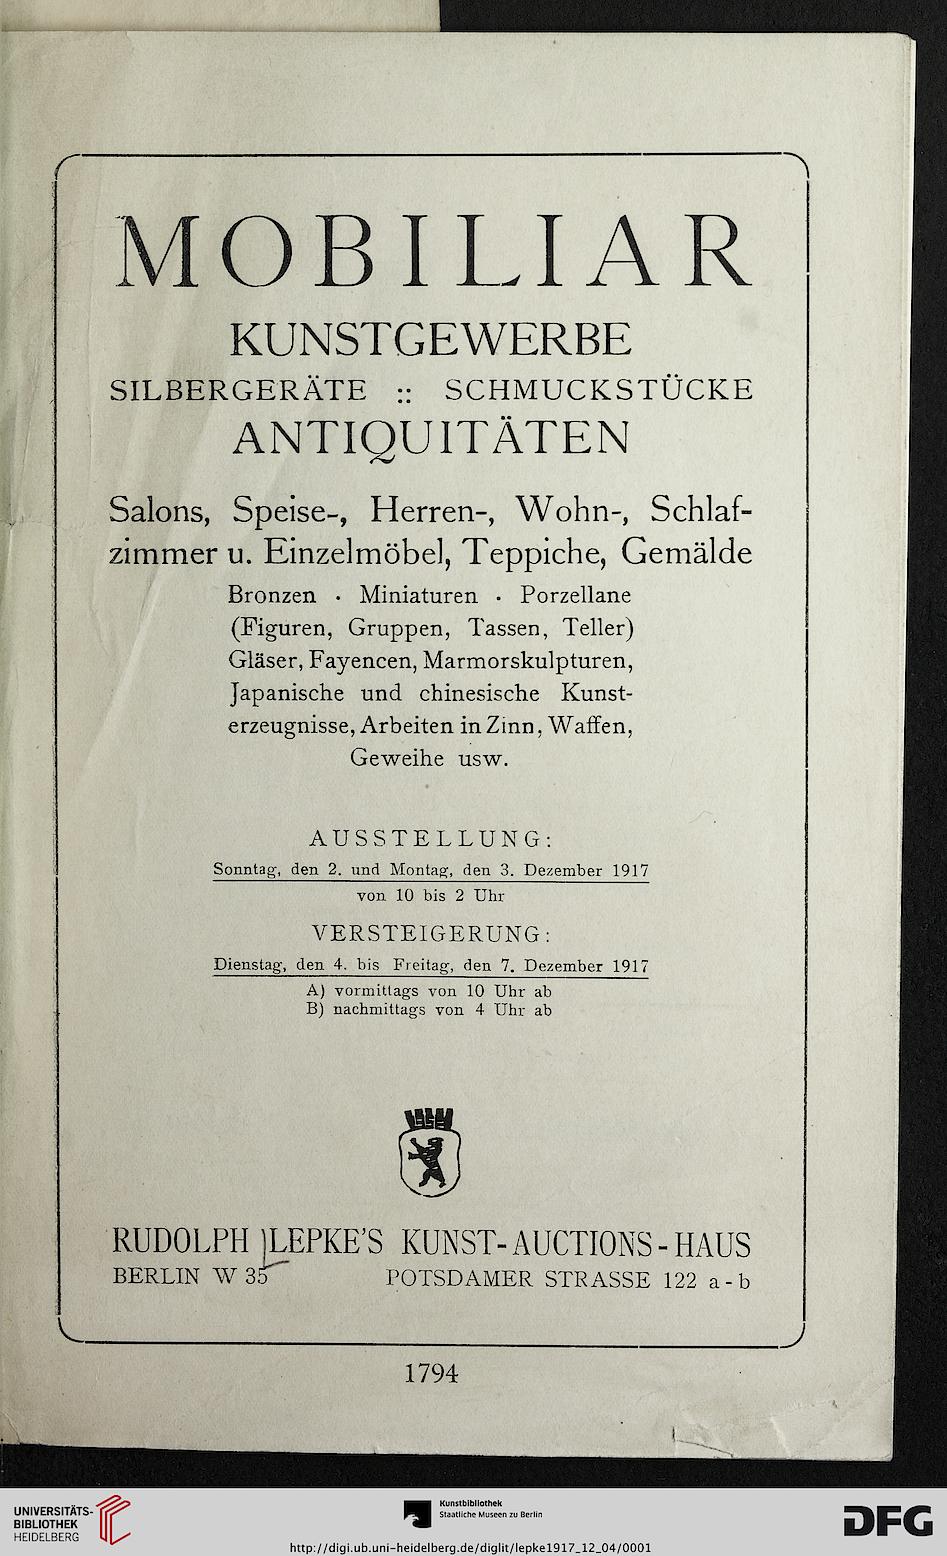 MOBILIAR
KUNSTGEWERBE
SILBERGERÄTE :: SCHMUCKSTÜCKE
ANTIQUITÄTEN
Salons, Speise-, Herren-, Wohn-, Schlaf-
zimmer u. Einzelmöbel, Teppiche, Gemälde
Bronzen · Miniaturen · Porzellane
(Figuren, Gruppen, Tassen, Teller)
Gläser, Fayencen, Marmorskulpturen,
Japanische und chinesische Kunst-
erzeugnisse, Arbeiten in Zinn, Waffen,
Geweihe usw.
AUSSTELLUNG:
Sonntag, den 2. und Montag, den 3. Dezember 1917
von 10 bis 2 Uhr
VERSTEIGERUNG:
Dienstag, den 4. bis Freitag, den 7. Dezember 1917
A) vormittags von 10 Uhr ab
B) nachmittags von 4 Uhr ab
RUDOLPH LEPKE'S KUNST-AUCTIONS-HAUS
BERLIN W 35 POTSDAMER STRASSE 122 a-b
1794
UNIVERSITÄTS-
BIBLIOTHEK
HEIDELBERG
Kunstbibliothek
Staatliche Museen zu Berlin
DFG
http://digi.ub.uni-heidelberg.de/diglit/lepke1917_12_04/0001